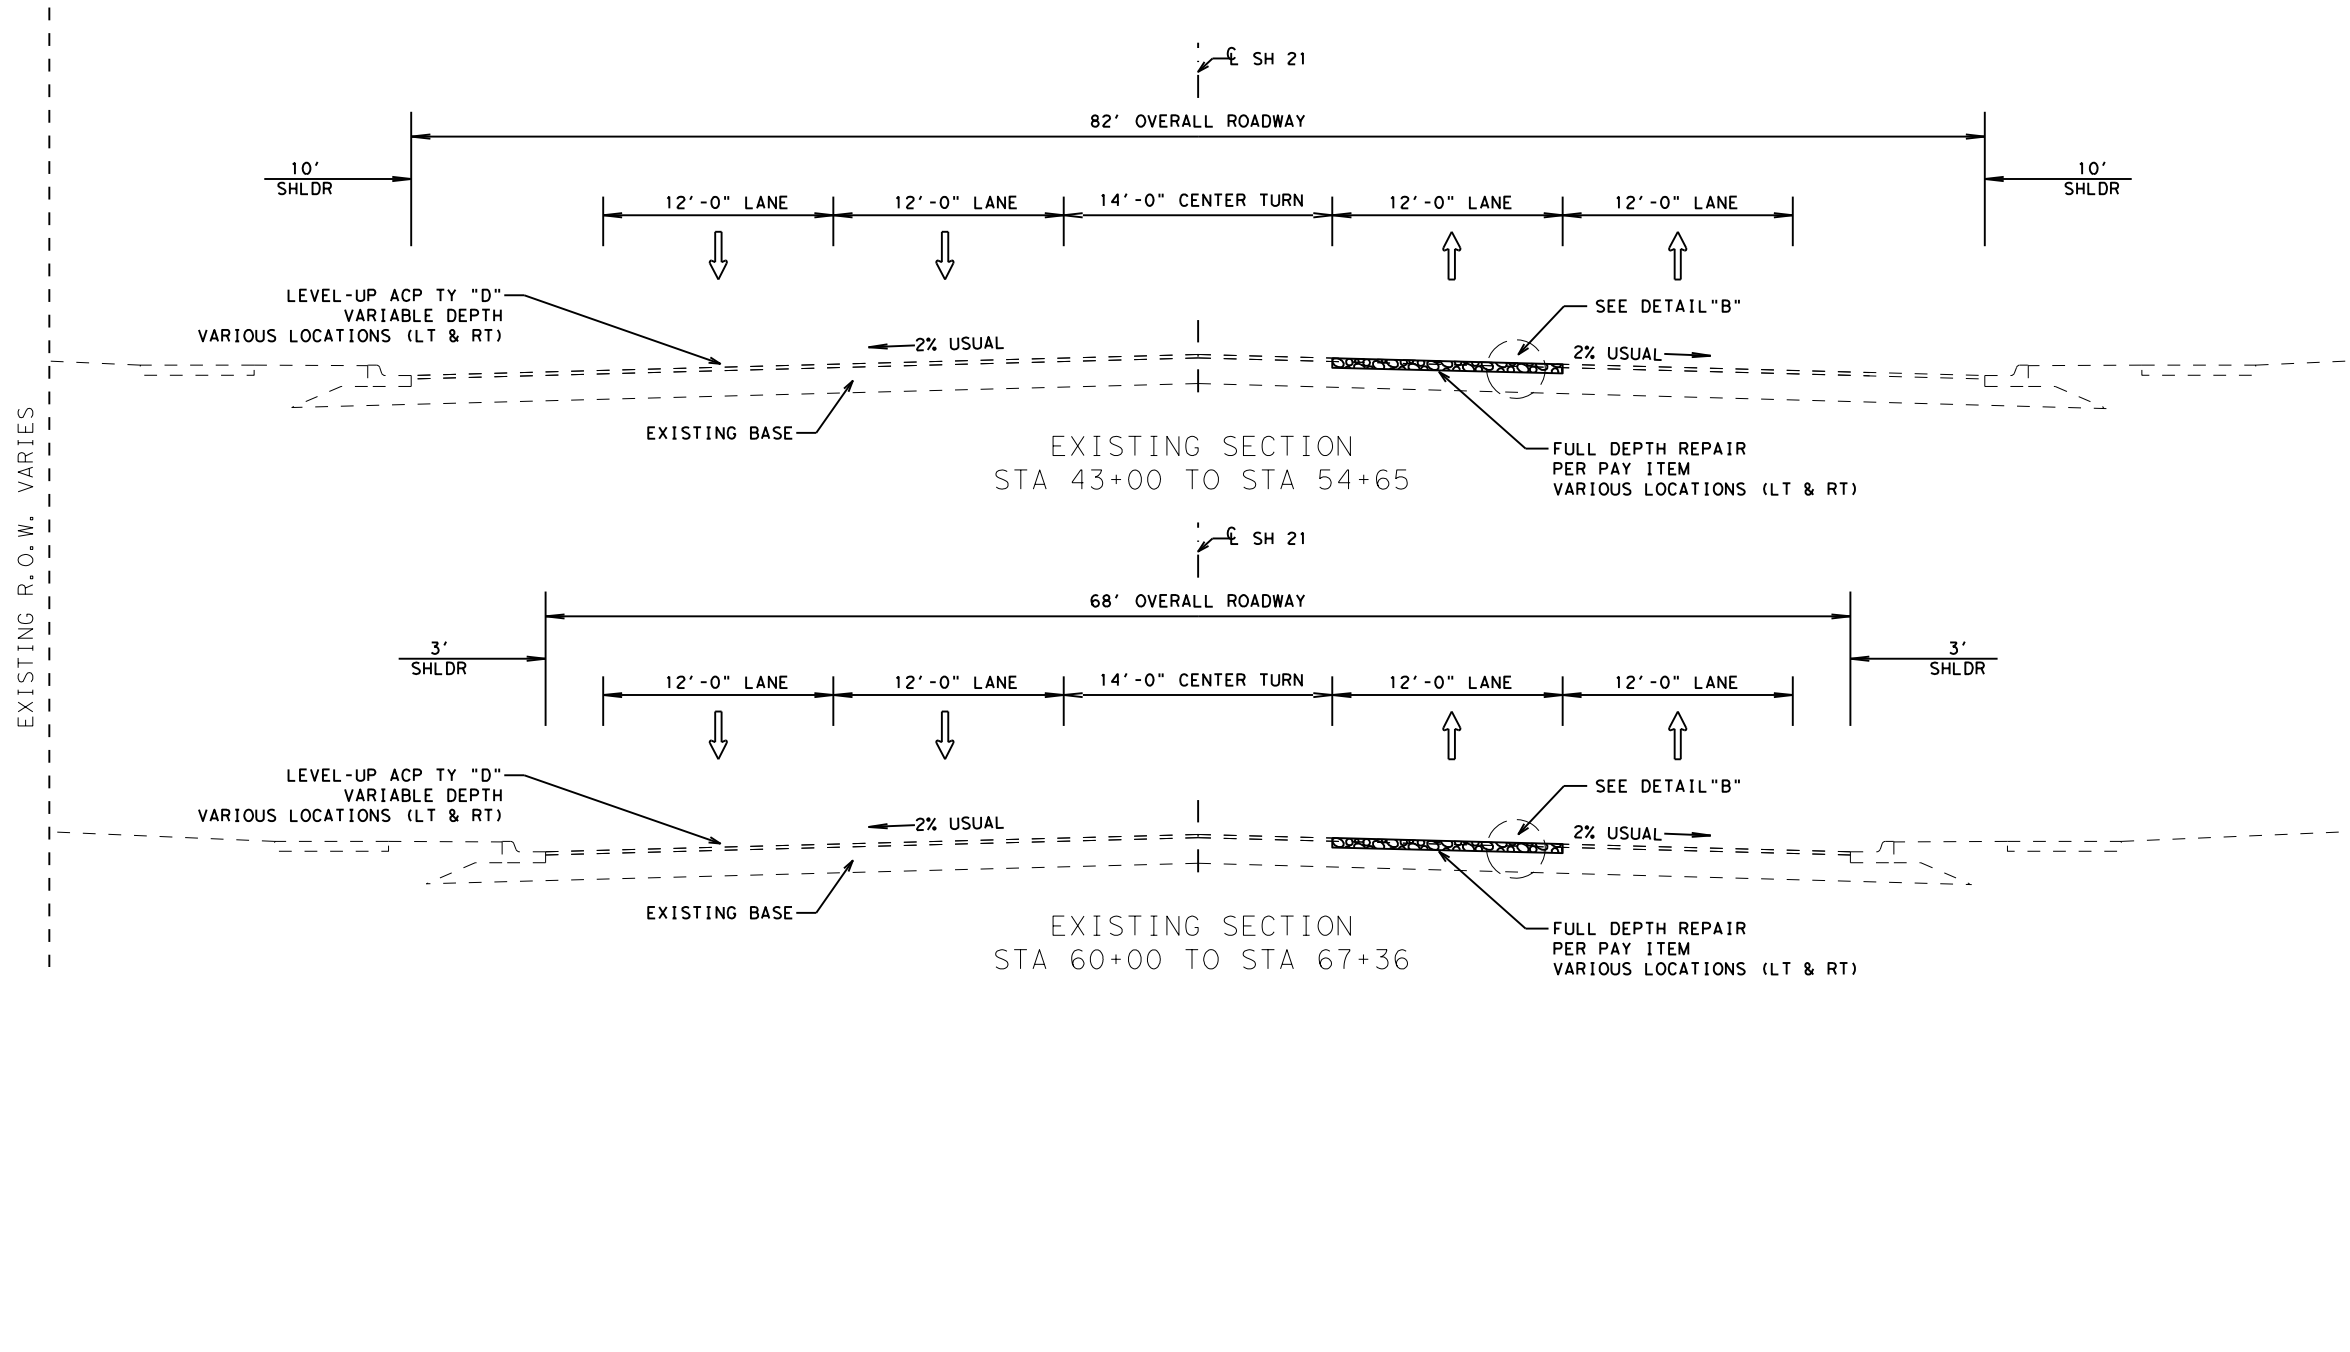 ℄ SH 21
82' OVERALL ROADWAY
10'
SHLDR
10'
SHLDR
12'-0" LANE
12'-0" LANE
14'-0" CENTER TURN
12'-0" LANE
12'-0" LANE
LEVEL-UP ACP TY "D"
VARIABLE DEPTH
VARIOUS LOCATIONS (LT & RT)
2% USUAL
SEE DETAIL"B"
2% USUAL
EXISTING BASE
EXISTING SECTION
STA 43+00 TO STA 54+65
FULL DEPTH REPAIR
PER PAY ITEM
VARIOUS LOCATIONS (LT & RT)
EXISTING R.O.W. VARIES
℄ SH 21
68' OVERALL ROADWAY
3'
SHLDR
3'
SHLDR
12'-0" LANE
12'-0" LANE
14'-0" CENTER TURN
12'-0" LANE
12'-0" LANE
LEVEL-UP ACP TY "D"
VARIABLE DEPTH
VARIOUS LOCATIONS (LT & RT)
2% USUAL
SEE DETAIL"B"
2% USUAL
EXISTING BASE
EXISTING SECTION
STA 60+00 TO STA 67+36
FULL DEPTH REPAIR
PER PAY ITEM
VARIOUS LOCATIONS (LT & RT)